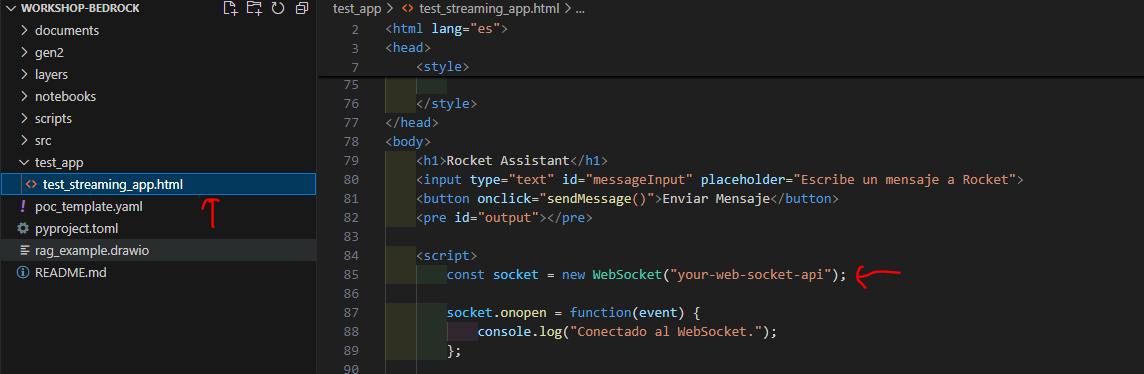 WORKSHOP-BEDROCK
documents
gen2
layers
notebooks
scripts
src
test_app
<> test_streaming_app.html
! poc_template.yaml
pyproject.toml
rag_example.drawio
README.md
test_app > <> test_streaming_app.html > ...
2 <html lang="es">
3 <head>
7 <style>
75
76 </style>
77 </head>
78 <body>
79 <h1>Rocket Assistant</h1>
80 <input type="text" id="messageInput" placeholder="Escribe un mensaje a Rocket">
81 <button onclick="sendMessage()">Enviar Mensaje</button>
82 <pre id="output"></pre>
83
84 <script>
85 const socket = new WebSocket("your-web-socket-api");
86
87 socket.onopen = function(event) {
88 console.log("Conectado al WebSocket.");
89 };
90